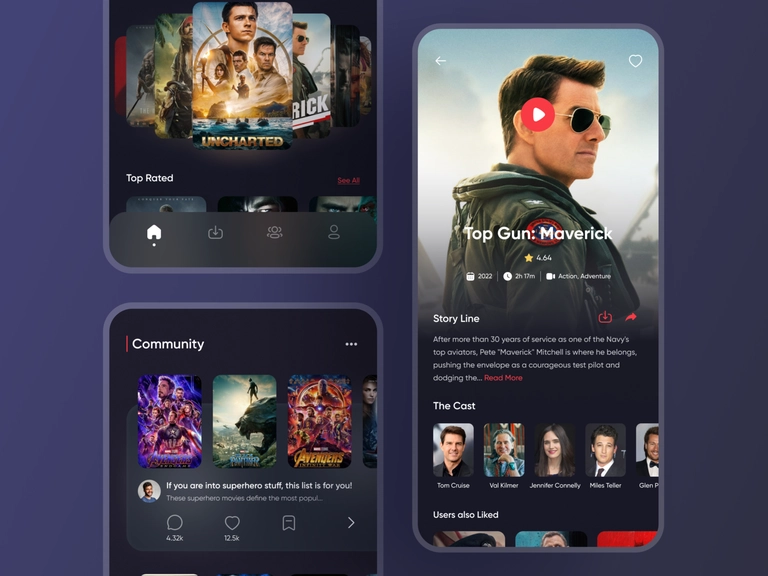 UNCHARTED
RICK
Top Rated
See All
Community
If you are into superhero stuff, this list is for you!
These superhero movies define the most popul...
4.32k
12.5k
Top Gun: Maverick
4.64
2022
2h 17m
Action, Adventure
Story Line
After more than 30 years of service as one of the Navy's
top aviators, Pete "Maverick" Mitchell is where he belongs,
pushing the envelope as a courageous test pilot and
dodging the... Read More
The Cast
Tom Cruise
Val Kilmer
Jennifer Connelly
Miles Teller
Glen P
Users also Liked